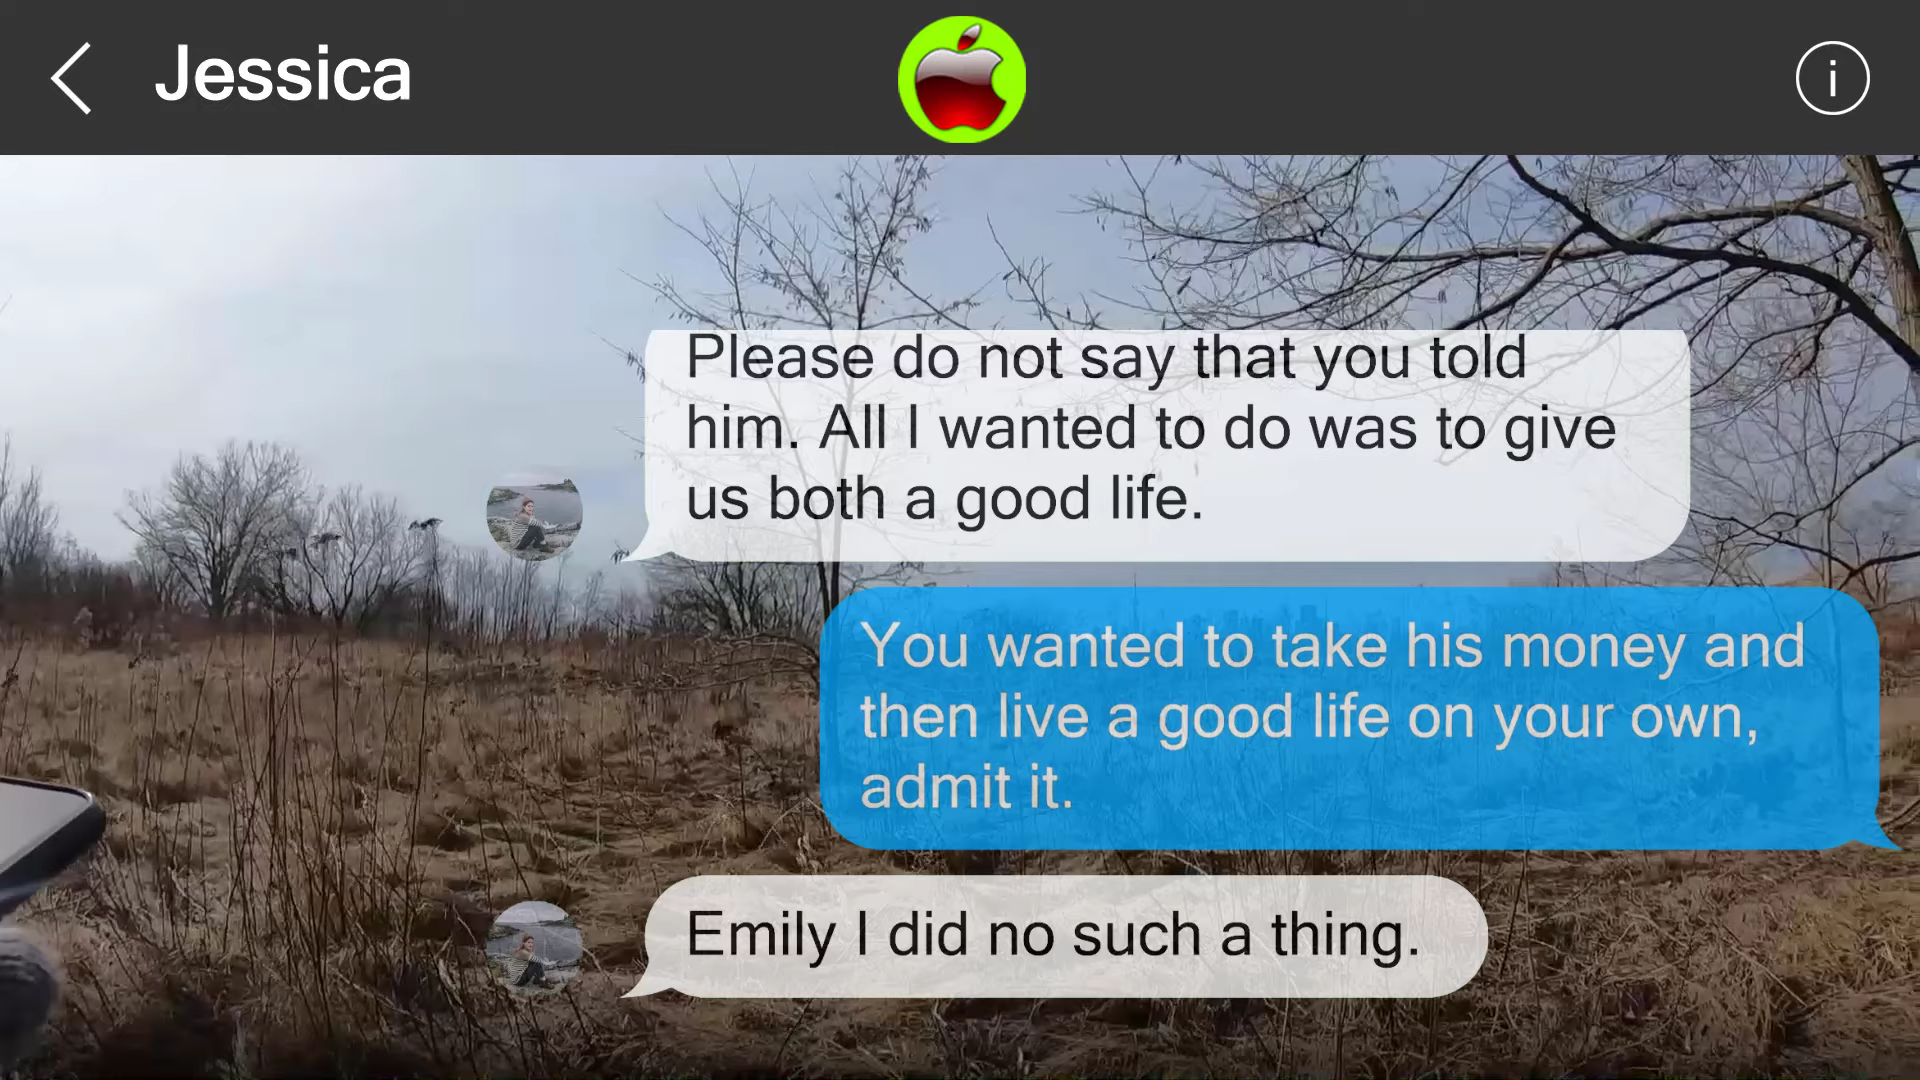 Jessica
i
Please do not say that you told
him. All I wanted to do was to give
us both a good life.
You wanted to take his money and
then live a good life on your own,
admit it.
Emily I did no such a thing.